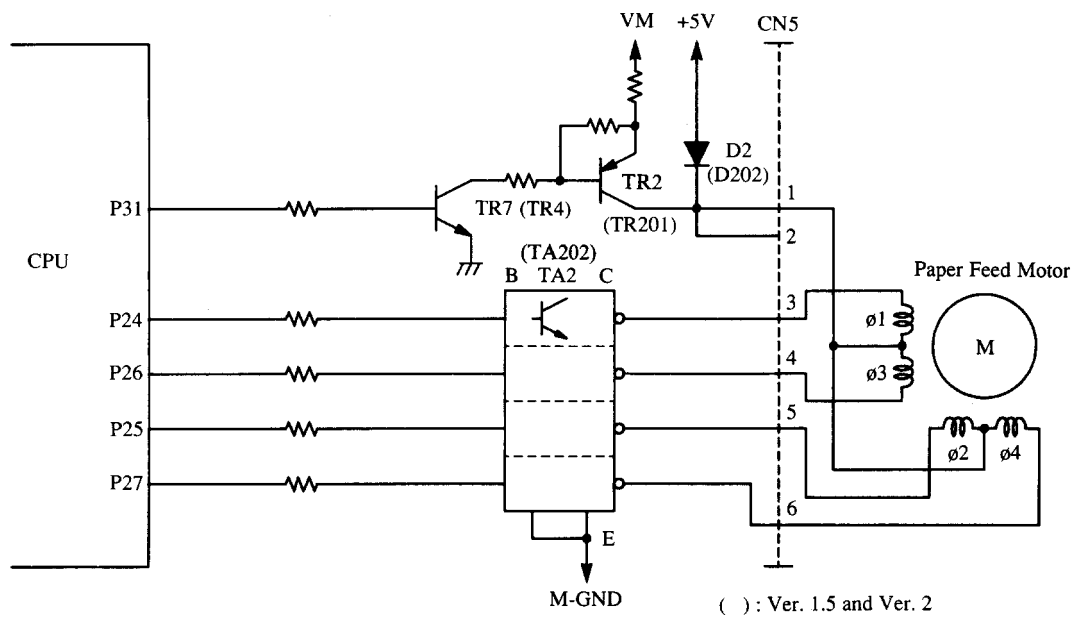 VM
+5V
CN5
D2
(D202)
TR2
1
P31
TR7 (TR4)
(TR201)
2
CPU
(TA202)
B TA2 C
Paper Feed Motor
3
P24
ø1
M
4
P26
ø3
5
P25
ø2 ø4
P27
6
E
M-GND
( ) : Ver. 1.5 and Ver. 2